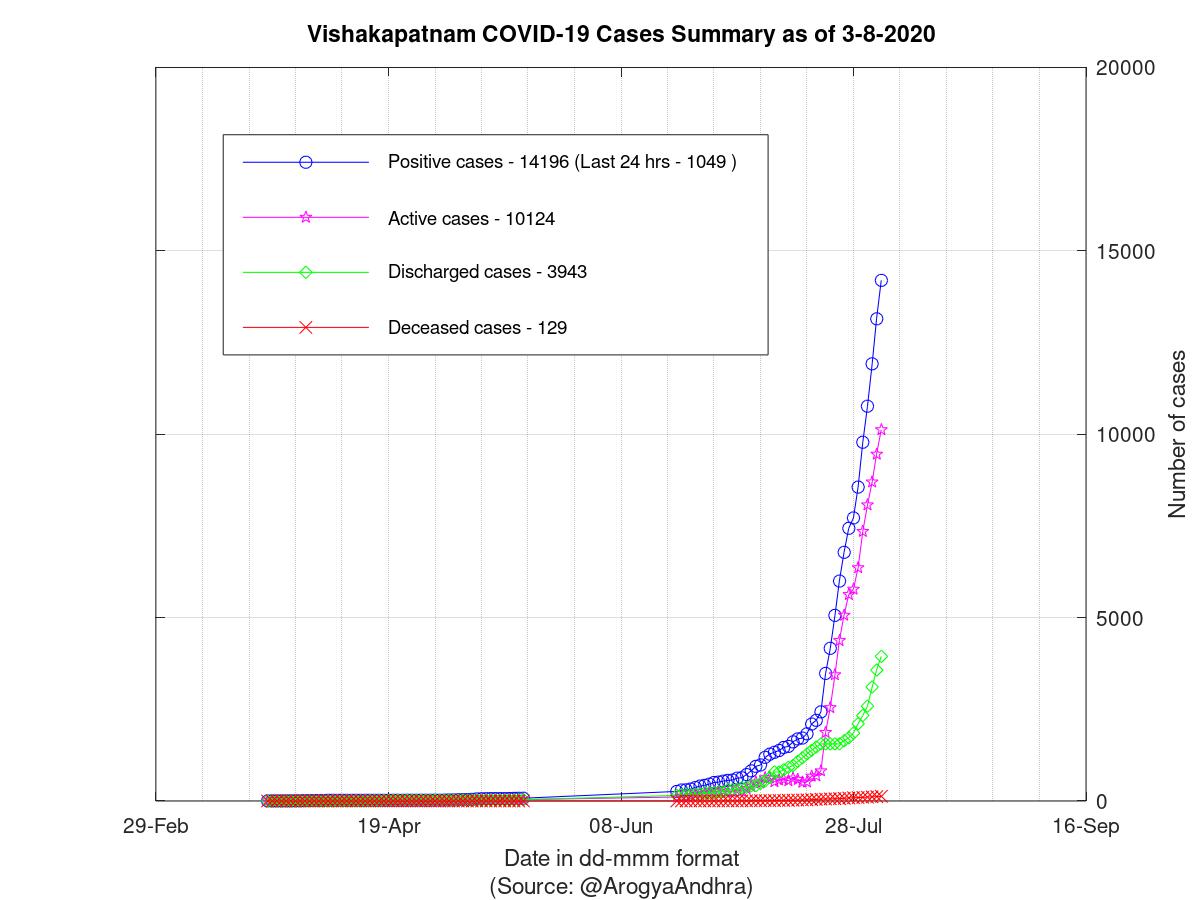 Vishakapatnam COVID-19 Cases Summary as of 3-8-2020
20000
Positive cases - 14196 (Last 24 hrs - 1049 )
Active cases - 10124
15000
Discharged cases - 3943
Deceased cases - 129
Number of cases
10000
5000
0
29-Feb 19-Apr 08-Jun 28-Jul 16-Sep
Date in dd-mmm format
(Source: @ArogyaAndhra)